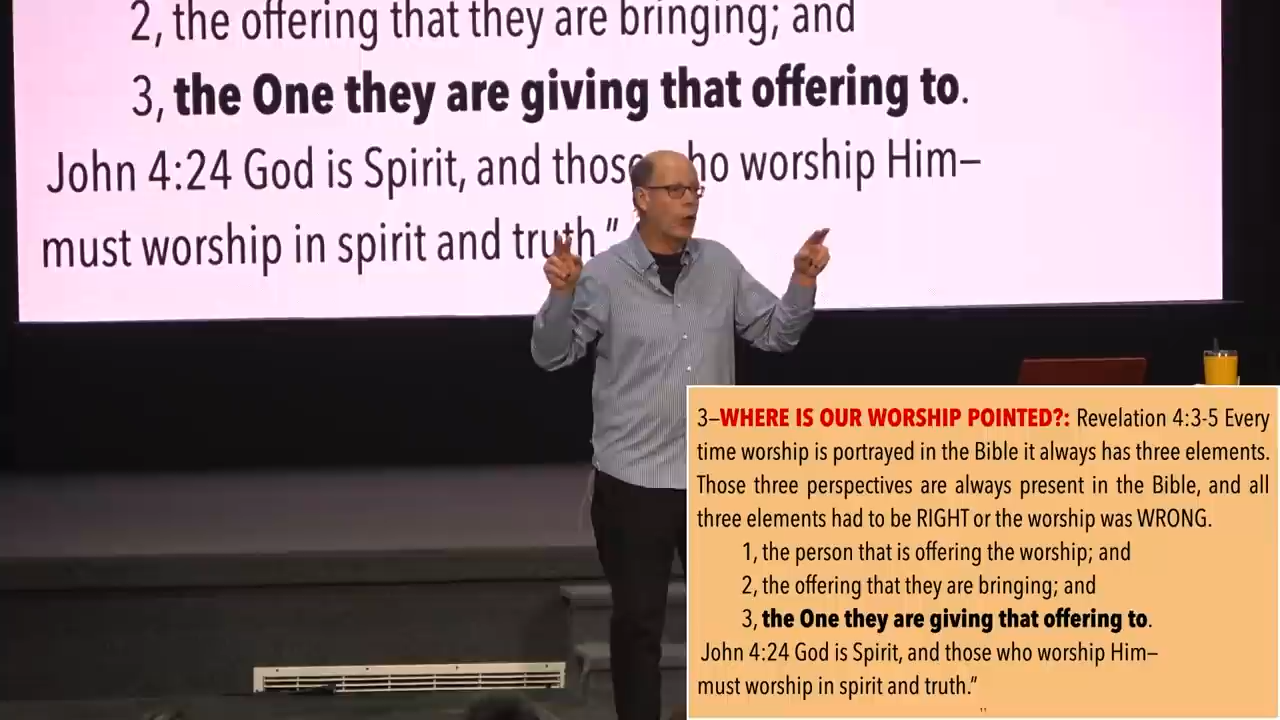 2, the offering that they are bringing; and
3, the One they are giving that offering to.
John 4:24 God is Spirit, and those who worship Him–
must worship in spirit and truth."
3–WHERE IS OUR WORSHIP POINTED?: Revelation 4:3-5 Every
time worship is portrayed in the Bible it always has three elements.
Those three perspectives are always present in the Bible, and all
three elements had to be RIGHT or the worship was WRONG.
1, the person that is offering the worship; and
2, the offering that they are bringing; and
3, the One they are giving that offering to.
John 4:24 God is Spirit, and those who worship Him–
must worship in spirit and truth."
"